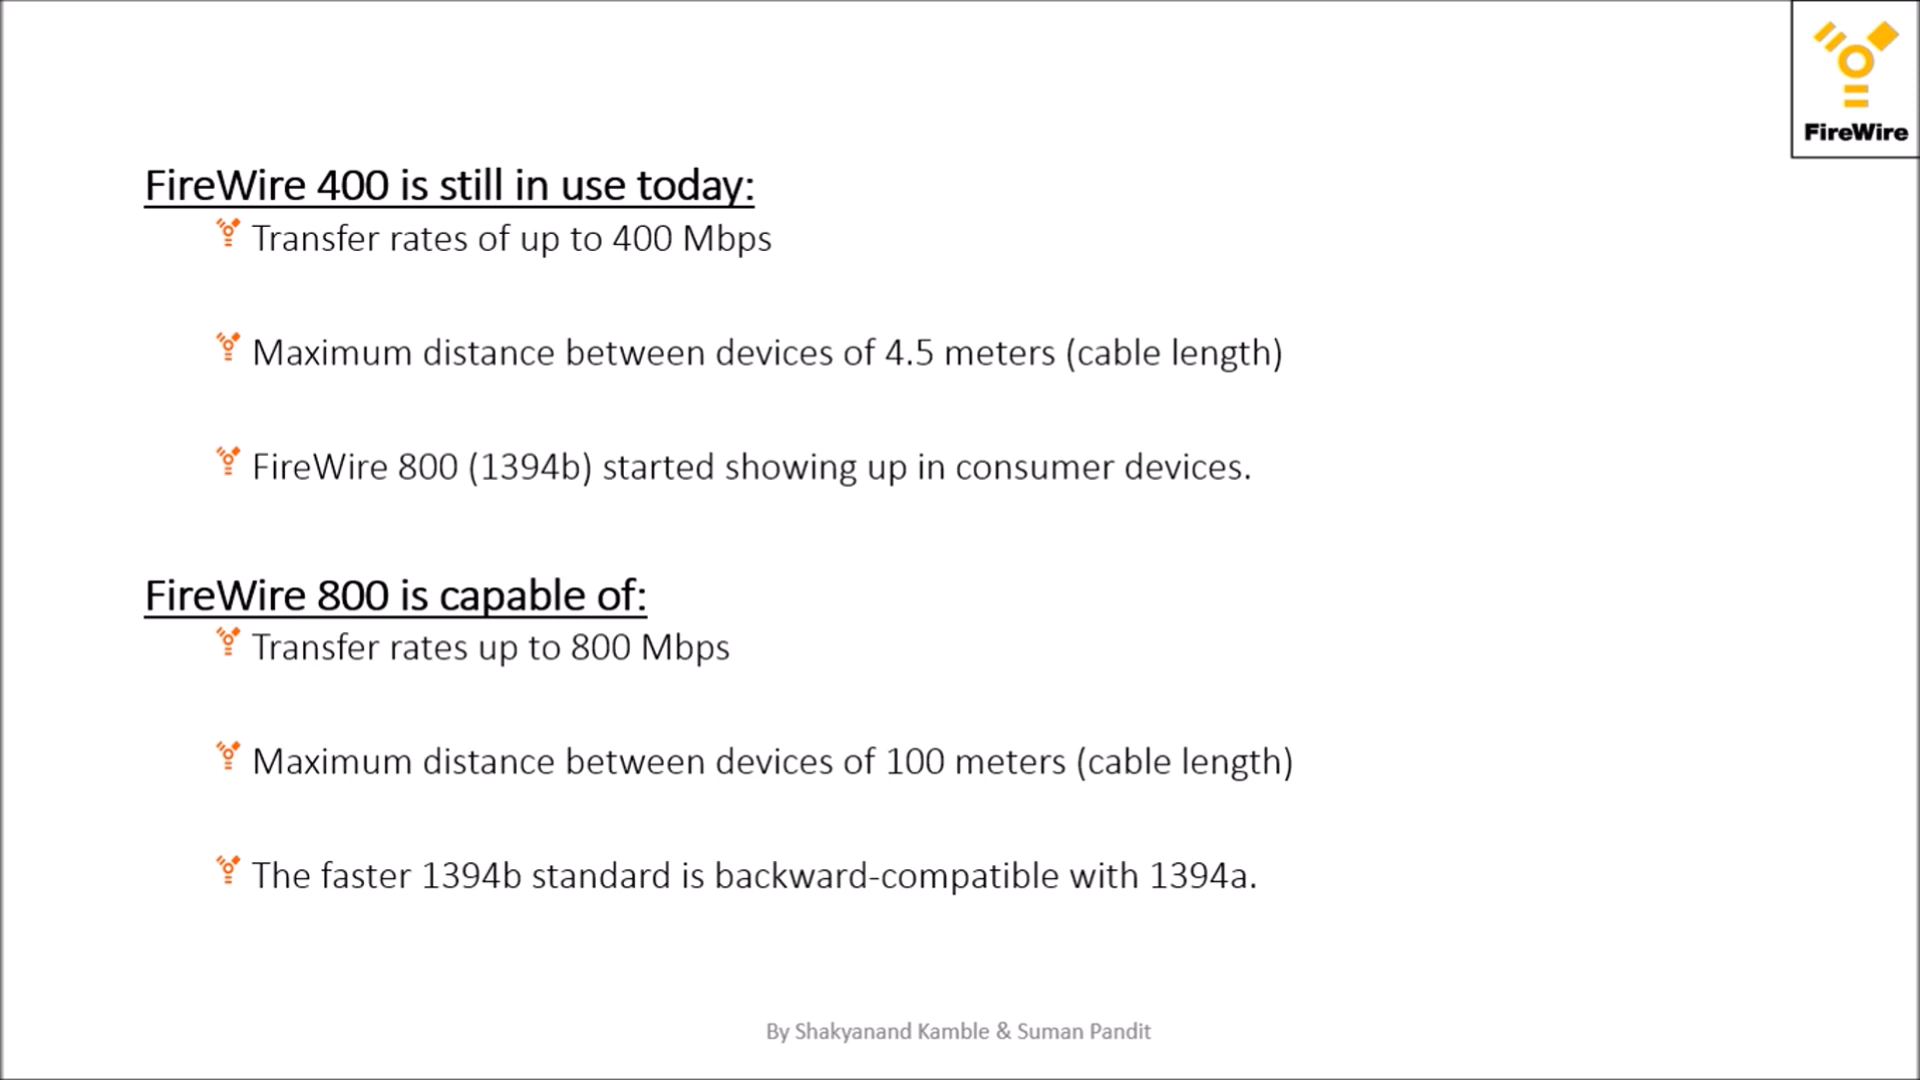 FireWire
FireWire 400 is still in use today:
Transfer rates of up to 400 Mbps
Maximum distance between devices of 4.5 meters (cable length)
FireWire 800 (1394b) started showing up in consumer devices.
FireWire 800 is capable of:
Transfer rates up to 800 Mbps
Maximum distance between devices of 100 meters (cable length)
The faster 1394b standard is backward-compatible with 1394a.
By Shakyanand Kamble & Suman Pandit